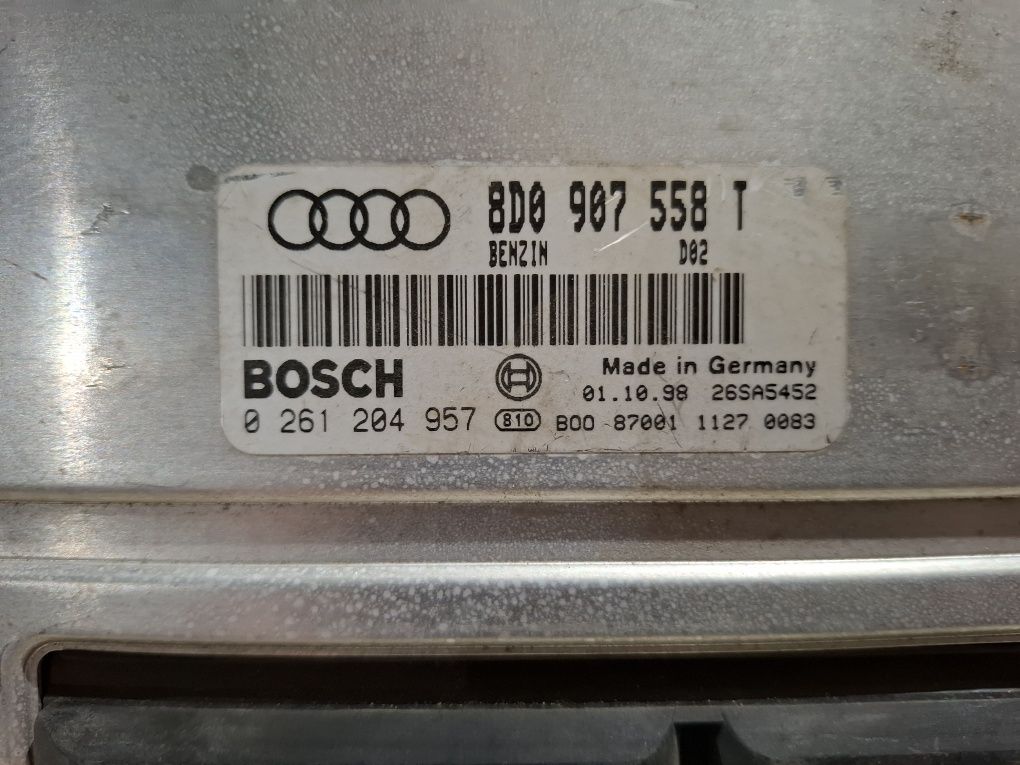 8D0 907 558 T
BENZIN D02
BOSCH
Made in Germany
01.10.98 26SA5452
0 261 204 957 810 B00 87001 1127 0083